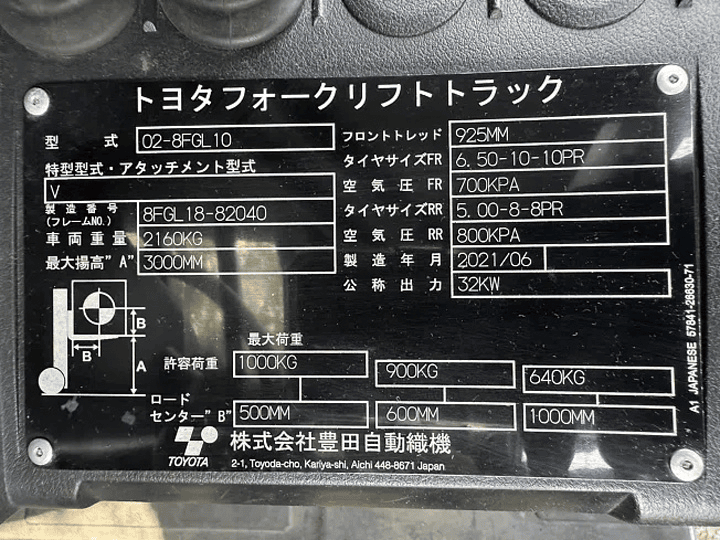 トヨタフォークリフトトラック
型 式 02-8FGL10 フロントトレッド 925MM
特型型式・アタッチメント型式 タイヤサイズFR 6.50-10-10PR
V 空気圧 FR 700KPA
製造番号 (フレームNO.) 8FGL18-82040 タイヤサイズRR 5.00-8-8PR
車両重量 2160KG 空気圧 RR 800KPA
最大揚高"A" 3000MM 製造年月 2021/06
公称出力 32KW
B
B
A
最大荷重
許容荷重 1000KG 900KG 640KG
ロード
センター"B" 500MM 600MM 1000MM
TOYOTA 株式会社豊田自動織機
2-1, Toyoda-cho, Kariya-shi, Aichi 448-8671 Japan
A1 JAPANESE 57841-26630-71